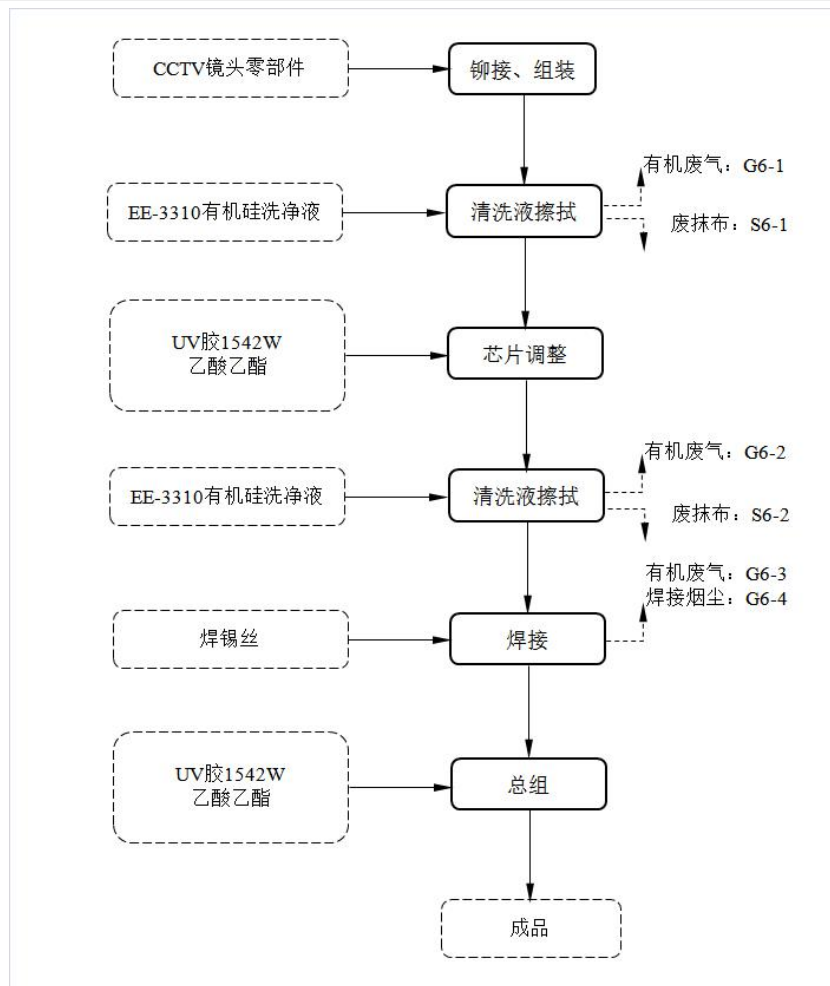 CCTV镜头零部件
铆接、组装
有机废气：G6-1
EE-3310有机硅洗净液
清洗液擦拭
废抹布：S6-1
UV胶1542W
乙酸乙酯
芯片调整
有机废气：G6-2
EE-3310有机硅洗净液
清洗液擦拭
废抹布：S6-2
有机废气：G6-3
焊接烟尘：G6-4
焊锡丝
焊接
UV胶1542W
乙酸乙酯
总组
成品